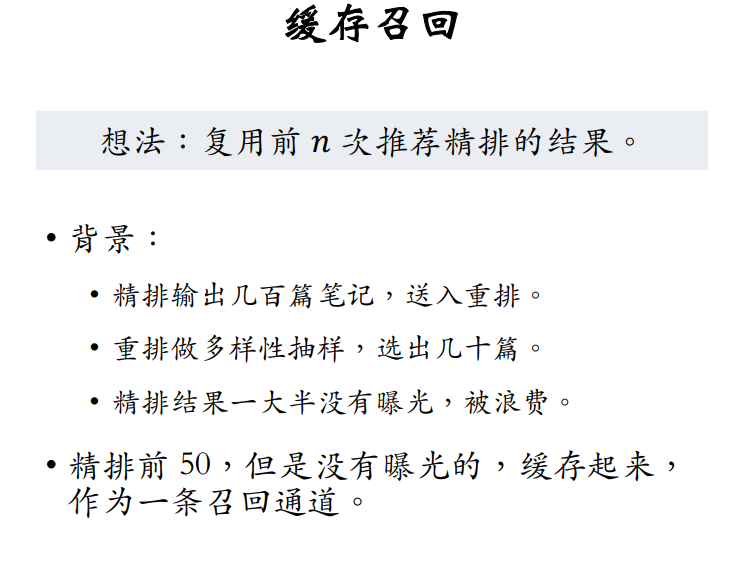 缓存召回
想法：复用前 n 次推荐精排的结果。
• 背景：
• 精排输出几百篇笔记，送入重排。
• 重排做多样性抽样，选出几十篇。
• 精排结果一大半没有曝光，被浪费。
• 精排前 50，但是没有曝光的，缓存起来，
作为一条召回通道。